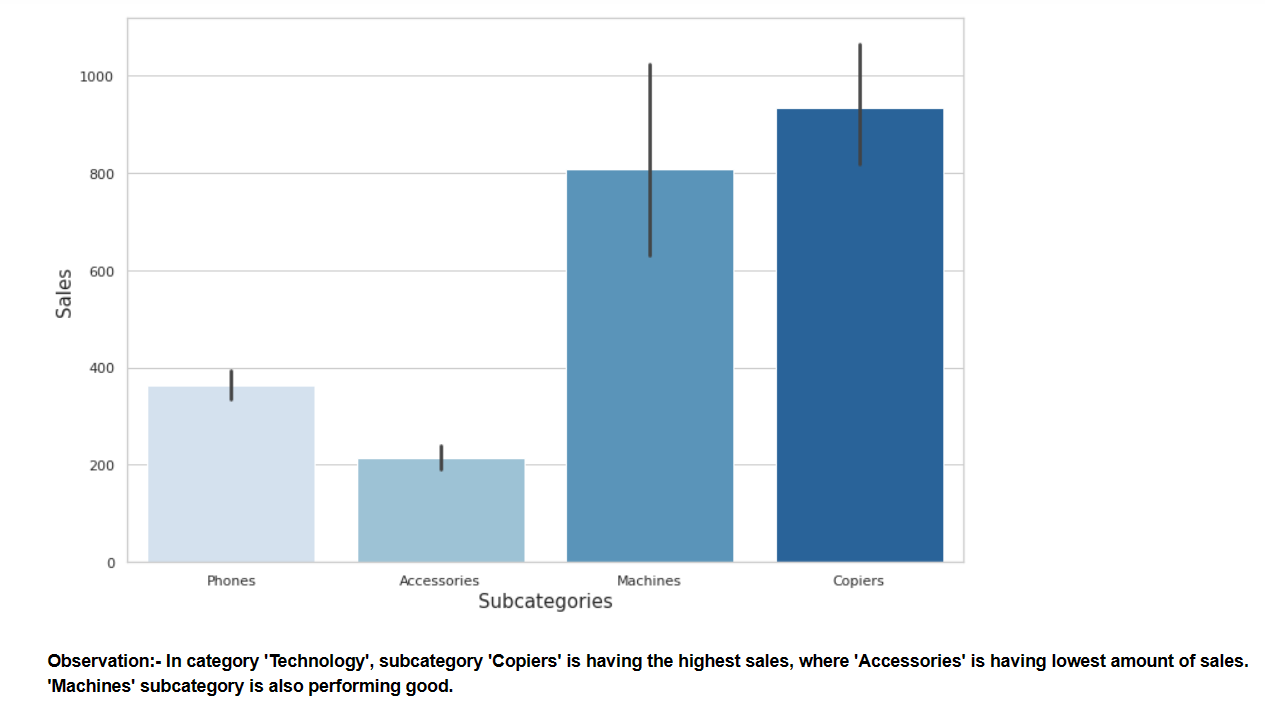 1000
800
600
400
200
0
Sales
Phones Accessories Machines Copiers
Subcategories
Observation:- In category 'Technology', subcategory 'Copiers' is having the highest sales, where 'Accessories' is having lowest amount of sales.
'Machines' subcategory is also performing good.